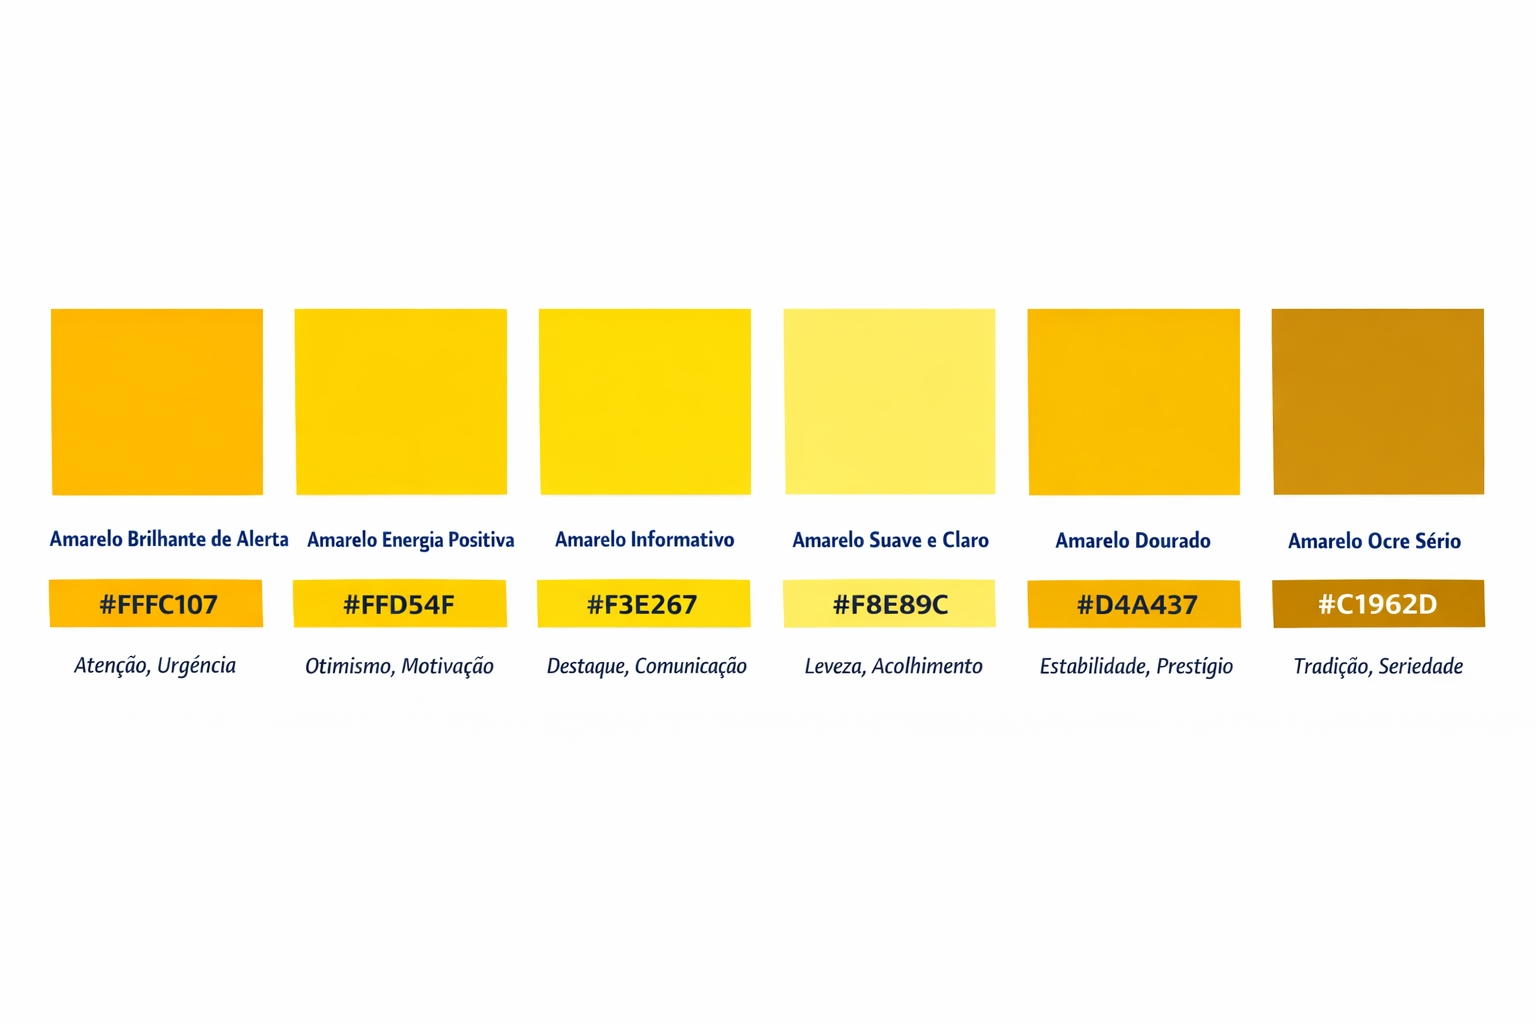 Amarelo Brilhante de Alerta
Amarelo Energia Positiva
Amarelo Informativo
Amarelo Suave e Claro
Amarelo Dourado
Amarelo Ocre Sério
#FFFC107
#FFD54F
#F3E267
#F8E89C
#D4A437
#C1962D
Atenção, Urgéncia
Otimismo, Motivação
Destaque, Comunicação
Leveza, Acolhimento
Estabilidade, Prestígio
Tradição, Seriedade